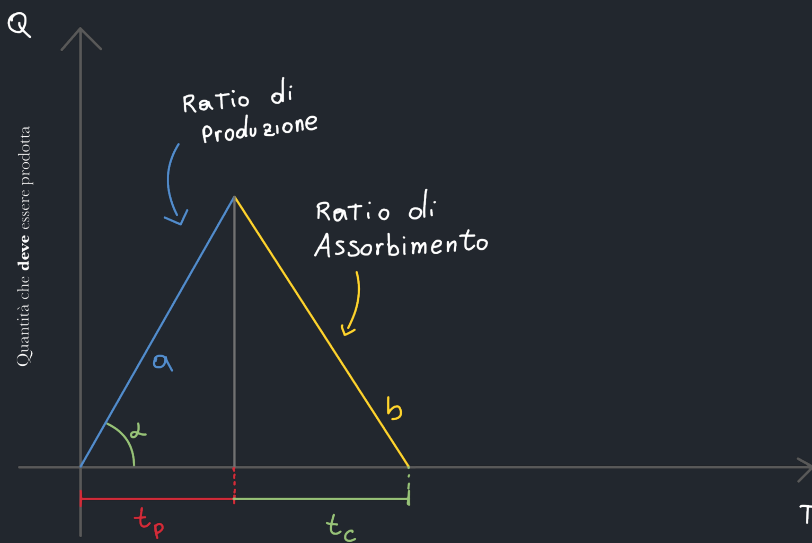 Q
Ratio di
Produzione
Quantità che deve essere prodotta
Ratio di
Assorbimento
a
b
α
T
tp
tc